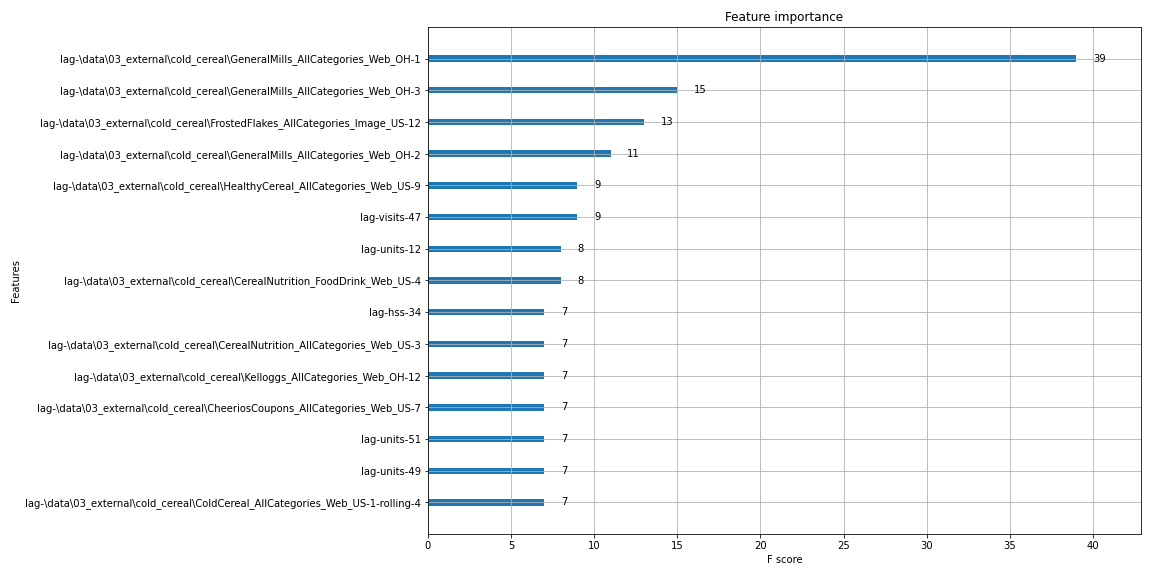 Feature importance
Features
lag-\data\03_external\cold_cereal\GeneralMills_AllCategories_Web_OH-1 39
lag-\data\03_external\cold_cereal\GeneralMills_AllCategories_Web_OH-3 15
lag-\data\03_external\cold_cereal\FrostedFlakes_AllCategories_Image_US-12 13
lag-\data\03_external\cold_cereal\GeneralMills_AllCategories_Web_OH-2 11
lag-\data\03_external\cold_cereal\HealthyCereal_AllCategories_Web_US-9 9
lag-visits-47 9
lag-units-12 8
lag-\data\03_external\cold_cereal\CerealNutrition_FoodDrink_Web_US-4 8
lag-hss-34 7
lag-\data\03_external\cold_cereal\CerealNutrition_AllCategories_Web_US-3 7
lag-\data\03_external\cold_cereal\Kelloggs_AllCategories_Web_OH-12 7
lag-\data\03_external\cold_cereal\CheeriosCoupons_AllCategories_Web_US-7 7
lag-units-51 7
lag-units-49 7
lag-\data\03_external\cold_cereal\ColdCereal_AllCategories_Web_US-1-rolling-4 7
0 5 10 15 20 25 30 35 40
F score